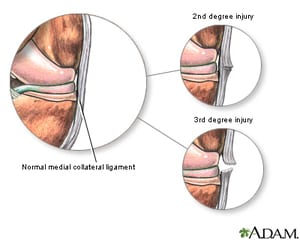 2nd degree injury
3rd degree injury
Normal medial collateral ligament
A.D.A.M.